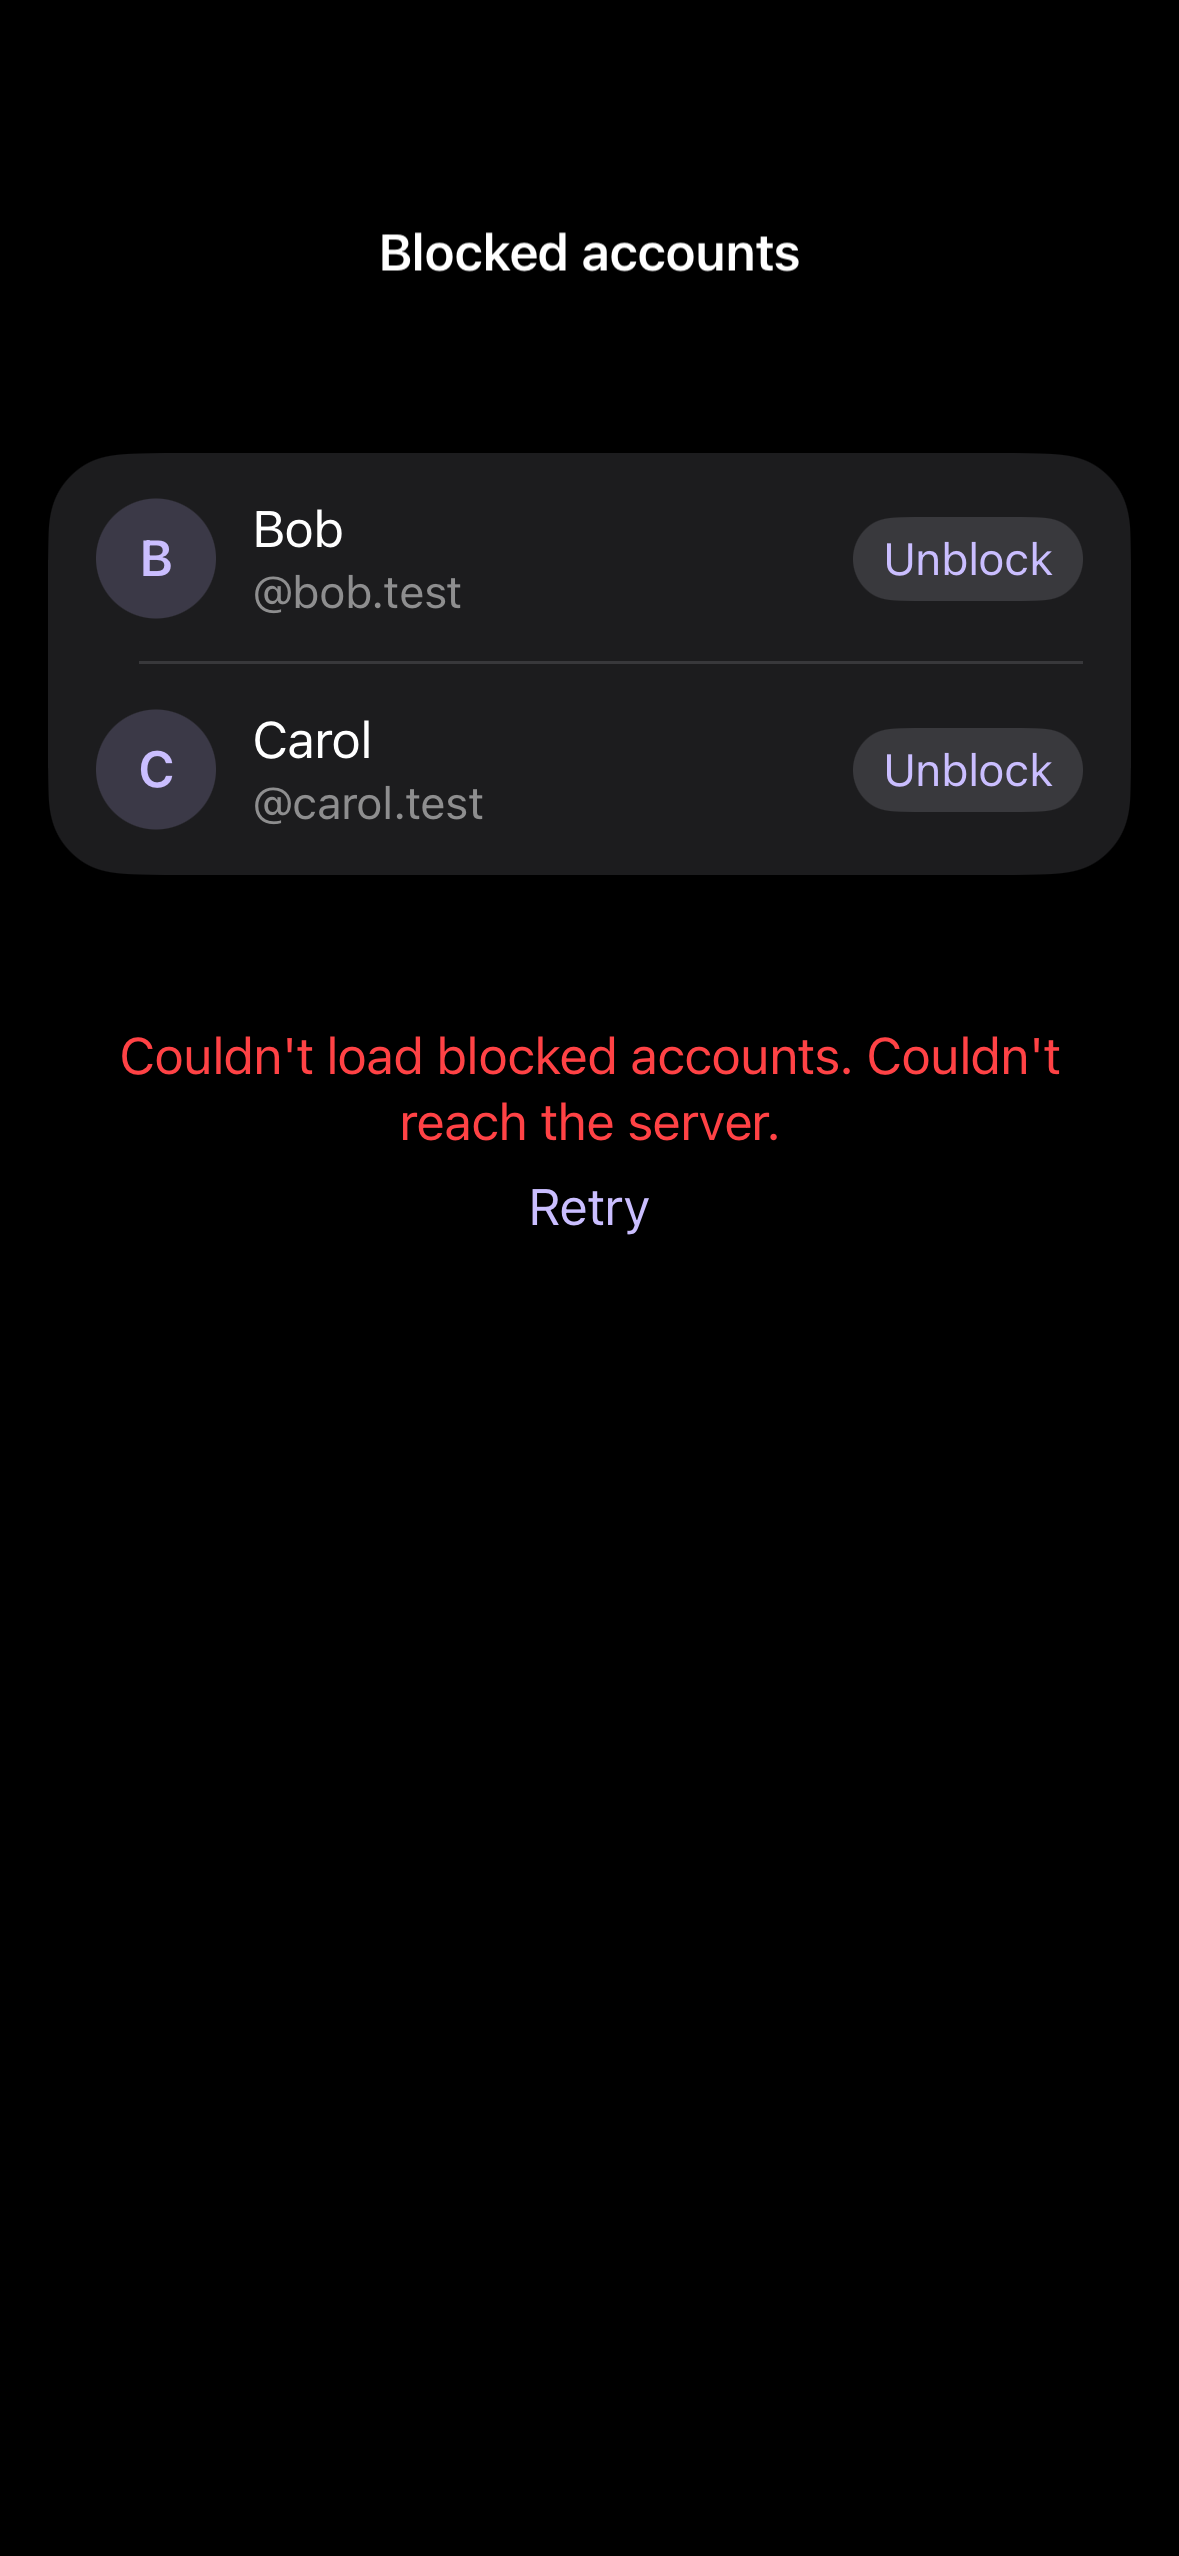 Blocked accounts
B
Bob
@bob.test
Unblock
C
Carol
@carol.test
Unblock
Couldn't load blocked accounts. Couldn't
reach the server.
Retry